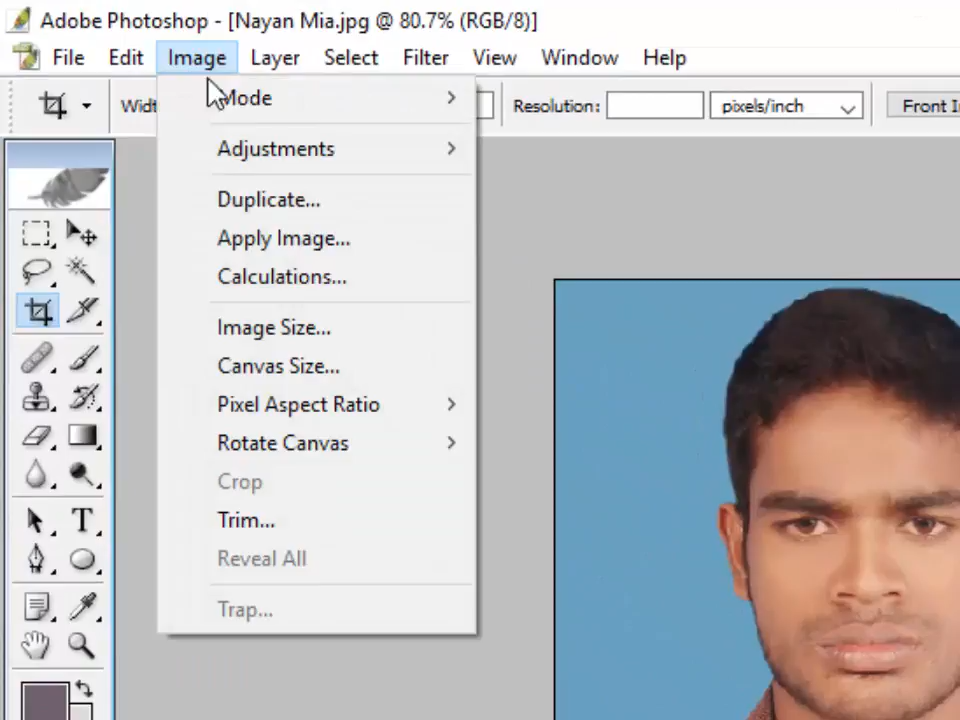 Adobe Photoshop - [Nayan Mia.jpg @ 80.7% (RGB/8)]
File Edit Image Layer Select Filter View Window Help
Resolution: pixels/inch
Mode
Adjustments
Duplicate...
Apply Image...
Calculations...
Image Size...
Canvas Size...
Pixel Aspect Ratio
Rotate Canvas
Crop
Trim...
Reveal All
Trap...